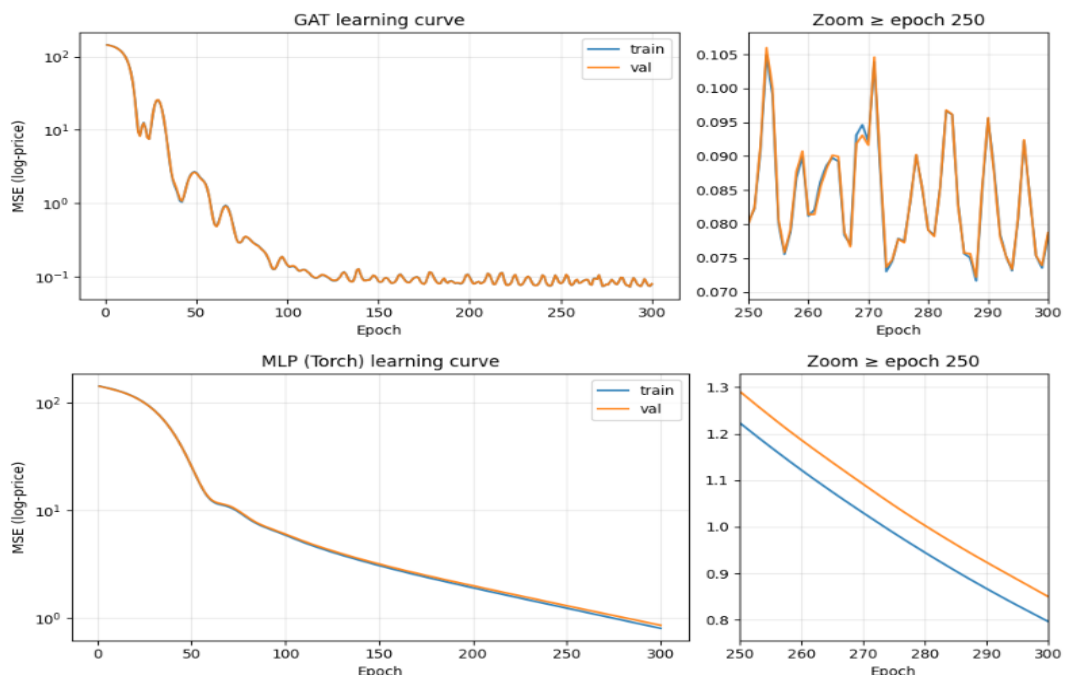 GAT learning curve
train
val
MSE (log-price)
10²
10¹
10⁰
10⁻¹
0 50 100 150 200 250 300
Epoch
Zoom ≥ epoch 250
0.105
0.100
0.095
0.090
0.085
0.080
0.075
0.070
250 260 270 280 290 300
Epoch
MLP (Torch) learning curve
train
val
MSE (log-price)
10²
10¹
10⁰
0 50 100 150 200 250 300
Epoch
Zoom ≥ epoch 250
1.3
1.2
1.1
1.0
0.9
0.8
250 260 270 280 290 300
Epoch